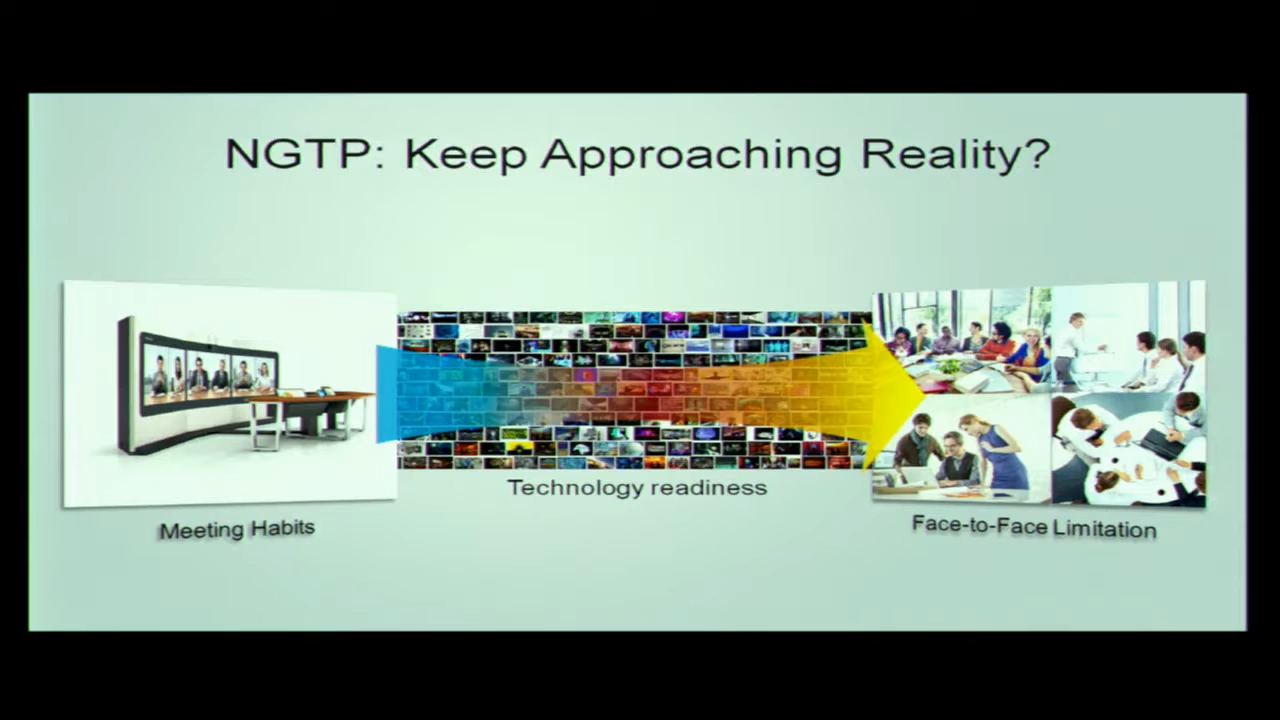 NGTP: Keep Approaching Reality?
Technology readiness
Meeting Habits
Face-to-Face Limitation